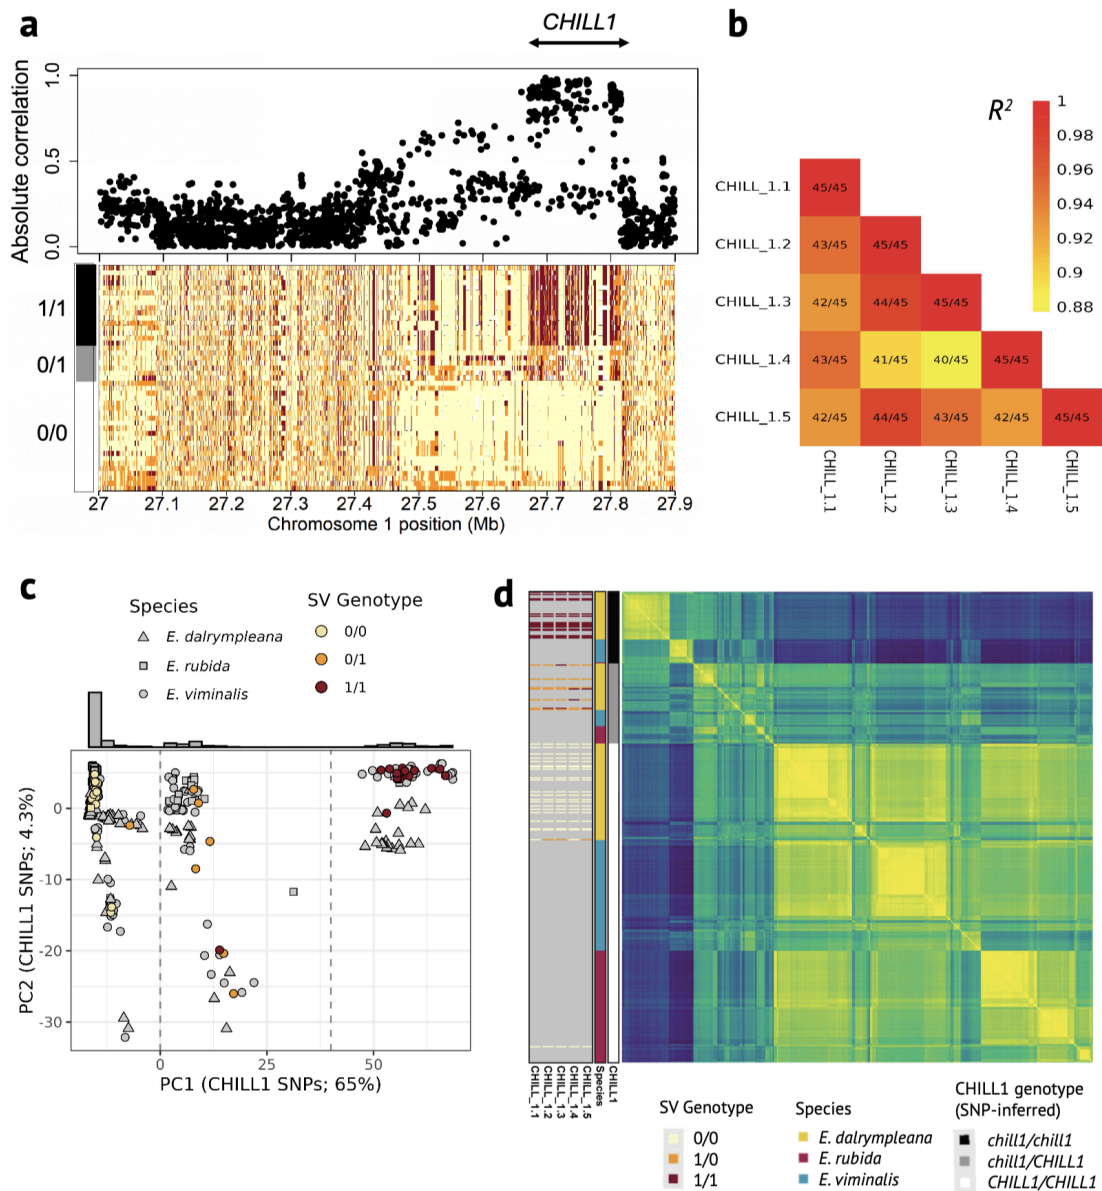 a
CHILL1
b
Absolute correlation
0.0
0.5
1.0
1/1
0/1
0/0
27
27.1
27.2
27.3
27.4
27.5
27.6
27.7
27.8
27.9
Chromosome 1 position (Mb)
R²
1
0.98
0.96
0.94
0.92
0.9
0.88
CHILL_1.1
45/45
CHILL_1.2
43/45 45/45
CHILL_1.3
42/45 44/45 45/45
CHILL_1.4
43/45 41/45 40/45 45/45
CHILL_1.5
42/45 44/45 43/45 42/45 45/45
CHILL_1.1
CHILL_1.2
CHILL_1.3
CHILL_1.4
CHILL_1.5
c
Species
E. dalrympleana
E. rubida
E. viminalis
SV Genotype
0/0
0/1
1/1
PC2 (CHILL1 SNPs; 4.3%)
0
-10
-20
-30
0
25
50
PC1 (CHILL1 SNPs; 65%)
d
CHILL_1.1
CHILL_1.2
CHILL_1.3
CHILL_1.4
CHILL_1.5
Species
CHILL1
SV Genotype
0/0
1/0
1/1
Species
E. dalrympleana
E. rubida
E. viminalis
CHILL1 genotype
(SNP-inferred)
chill1/chill1
chill1/CHILL1
CHILL1/CHILL1